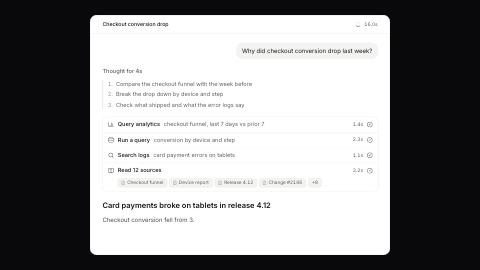 Checkout conversion drop 16.0s
Why did checkout conversion drop last week?
Thought for 4s
1. Compare the checkout funnel with the week before
2. Break the drop down by device and step
3. Check what shipped and what the error logs say
Query analytics checkout funnel, last 7 days vs prior 7 1.4s
Run a query conversion by device and step 2.3s
Search logs card payment errors on tablets 1.1s
Read 12 sources 3.2s
Checkout funnel Device report Release 4.12 Change #2188 +8
Card payments broke on tablets in release 4.12
Checkout conversion fell from 3.